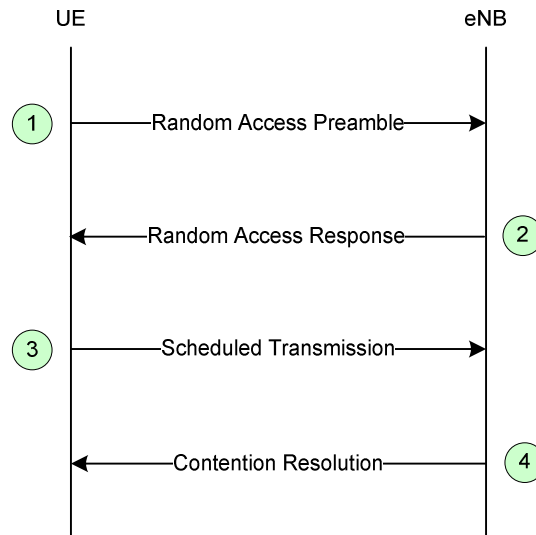 UE eNB
1 Random Access Preamble
Random Access Response 2
3 Scheduled Transmission
Contention Resolution 4